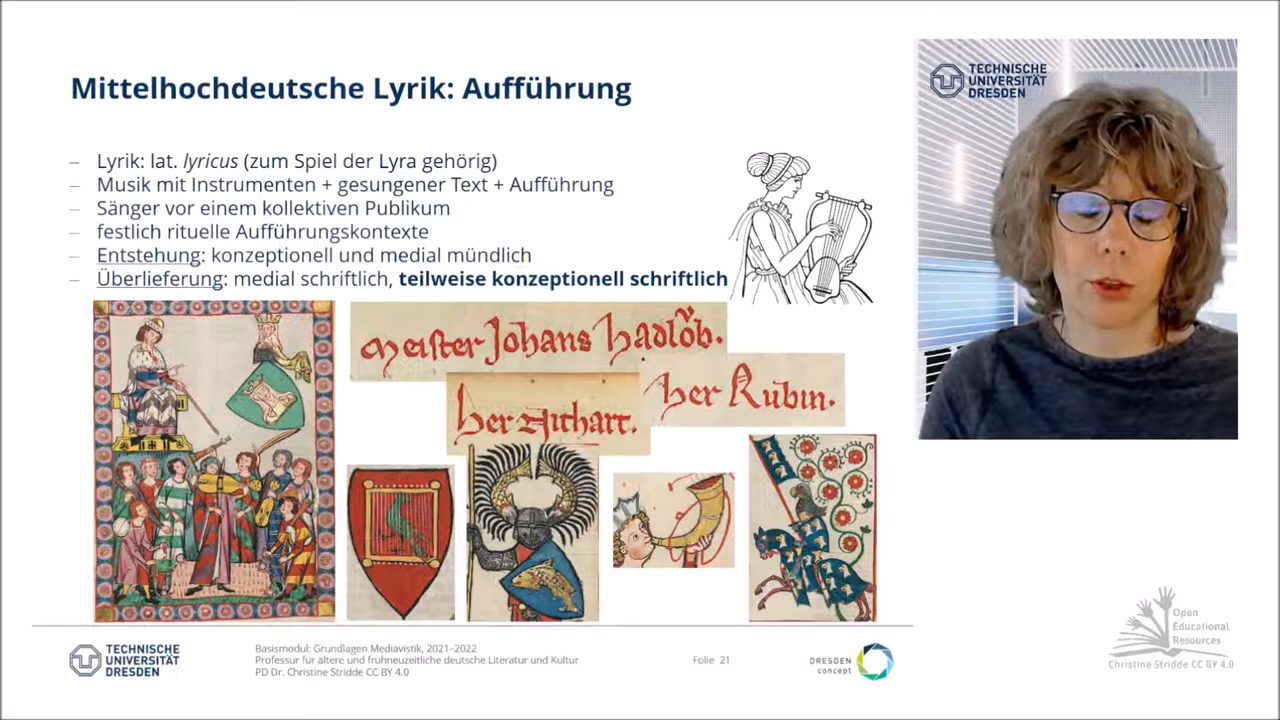 Mittelhochdeutsche Lyrik: Aufführung
– Lyrik: lat. lyricus (zum Spiel der Lyra gehörig)
– Musik mit Instrumenten + gesungener Text + Aufführung
– Sänger vor einem kollektiven Publikum
– festlich rituelle Aufführungskontexte
– Entstehung: konzeptionell und medial mündlich
– Überlieferung: medial schriftlich, teilweise konzeptionell schriftlich
meister Johans hadlŏb.
her Rubin.
her
TECHNISCHE
UNIVERSITÄT
DRESDEN
TECHNISCHE
UNIVERSITÄT
DRESDEN
Basismodul: Grundlagen Mediävistik, 2021–2022
Professur für ältere und frühneuzeitliche deutsche Literatur und Kultur
PD Dr. Christine Stridde CC BY 4.0
Folie 21
DRESDEN
concept
Open
Educational
Resources
Christine Stridde CC BY 4.0